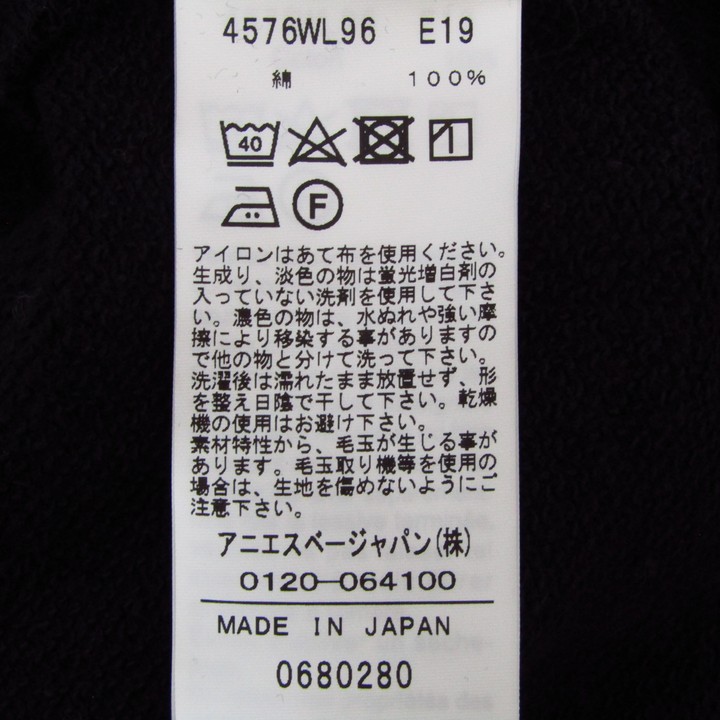 4576WL96 E19
綿 100%
40
F
アイロンはあて布を使用ください。
生成り、淡色の物は蛍光増白剤の
入っていない洗剤を使用して下さ
い。濃色の物は、水ぬれや強い摩
擦により移染する事がありますの
で他の物と分けて洗って下さい。
洗濯後は濡れたまま放置せず、形
を整え日陰で干して下さい。乾燥
機の使用はお避け下さい。
素材特性から、毛玉が生じる事が
あります。毛玉取り機等を使用の
場合は、生地を傷めないようにご
注意下さい。
アニエスベージャパン(株)
0120-064100
MADE IN JAPAN
0680280